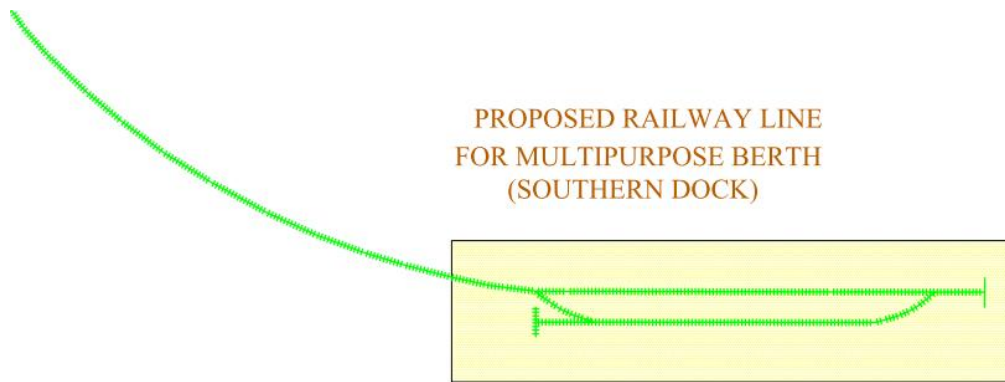 PROPOSED RAILWAY LINE
FOR MULTIPURPOSE BERTH
(SOUTHERN DOCK)